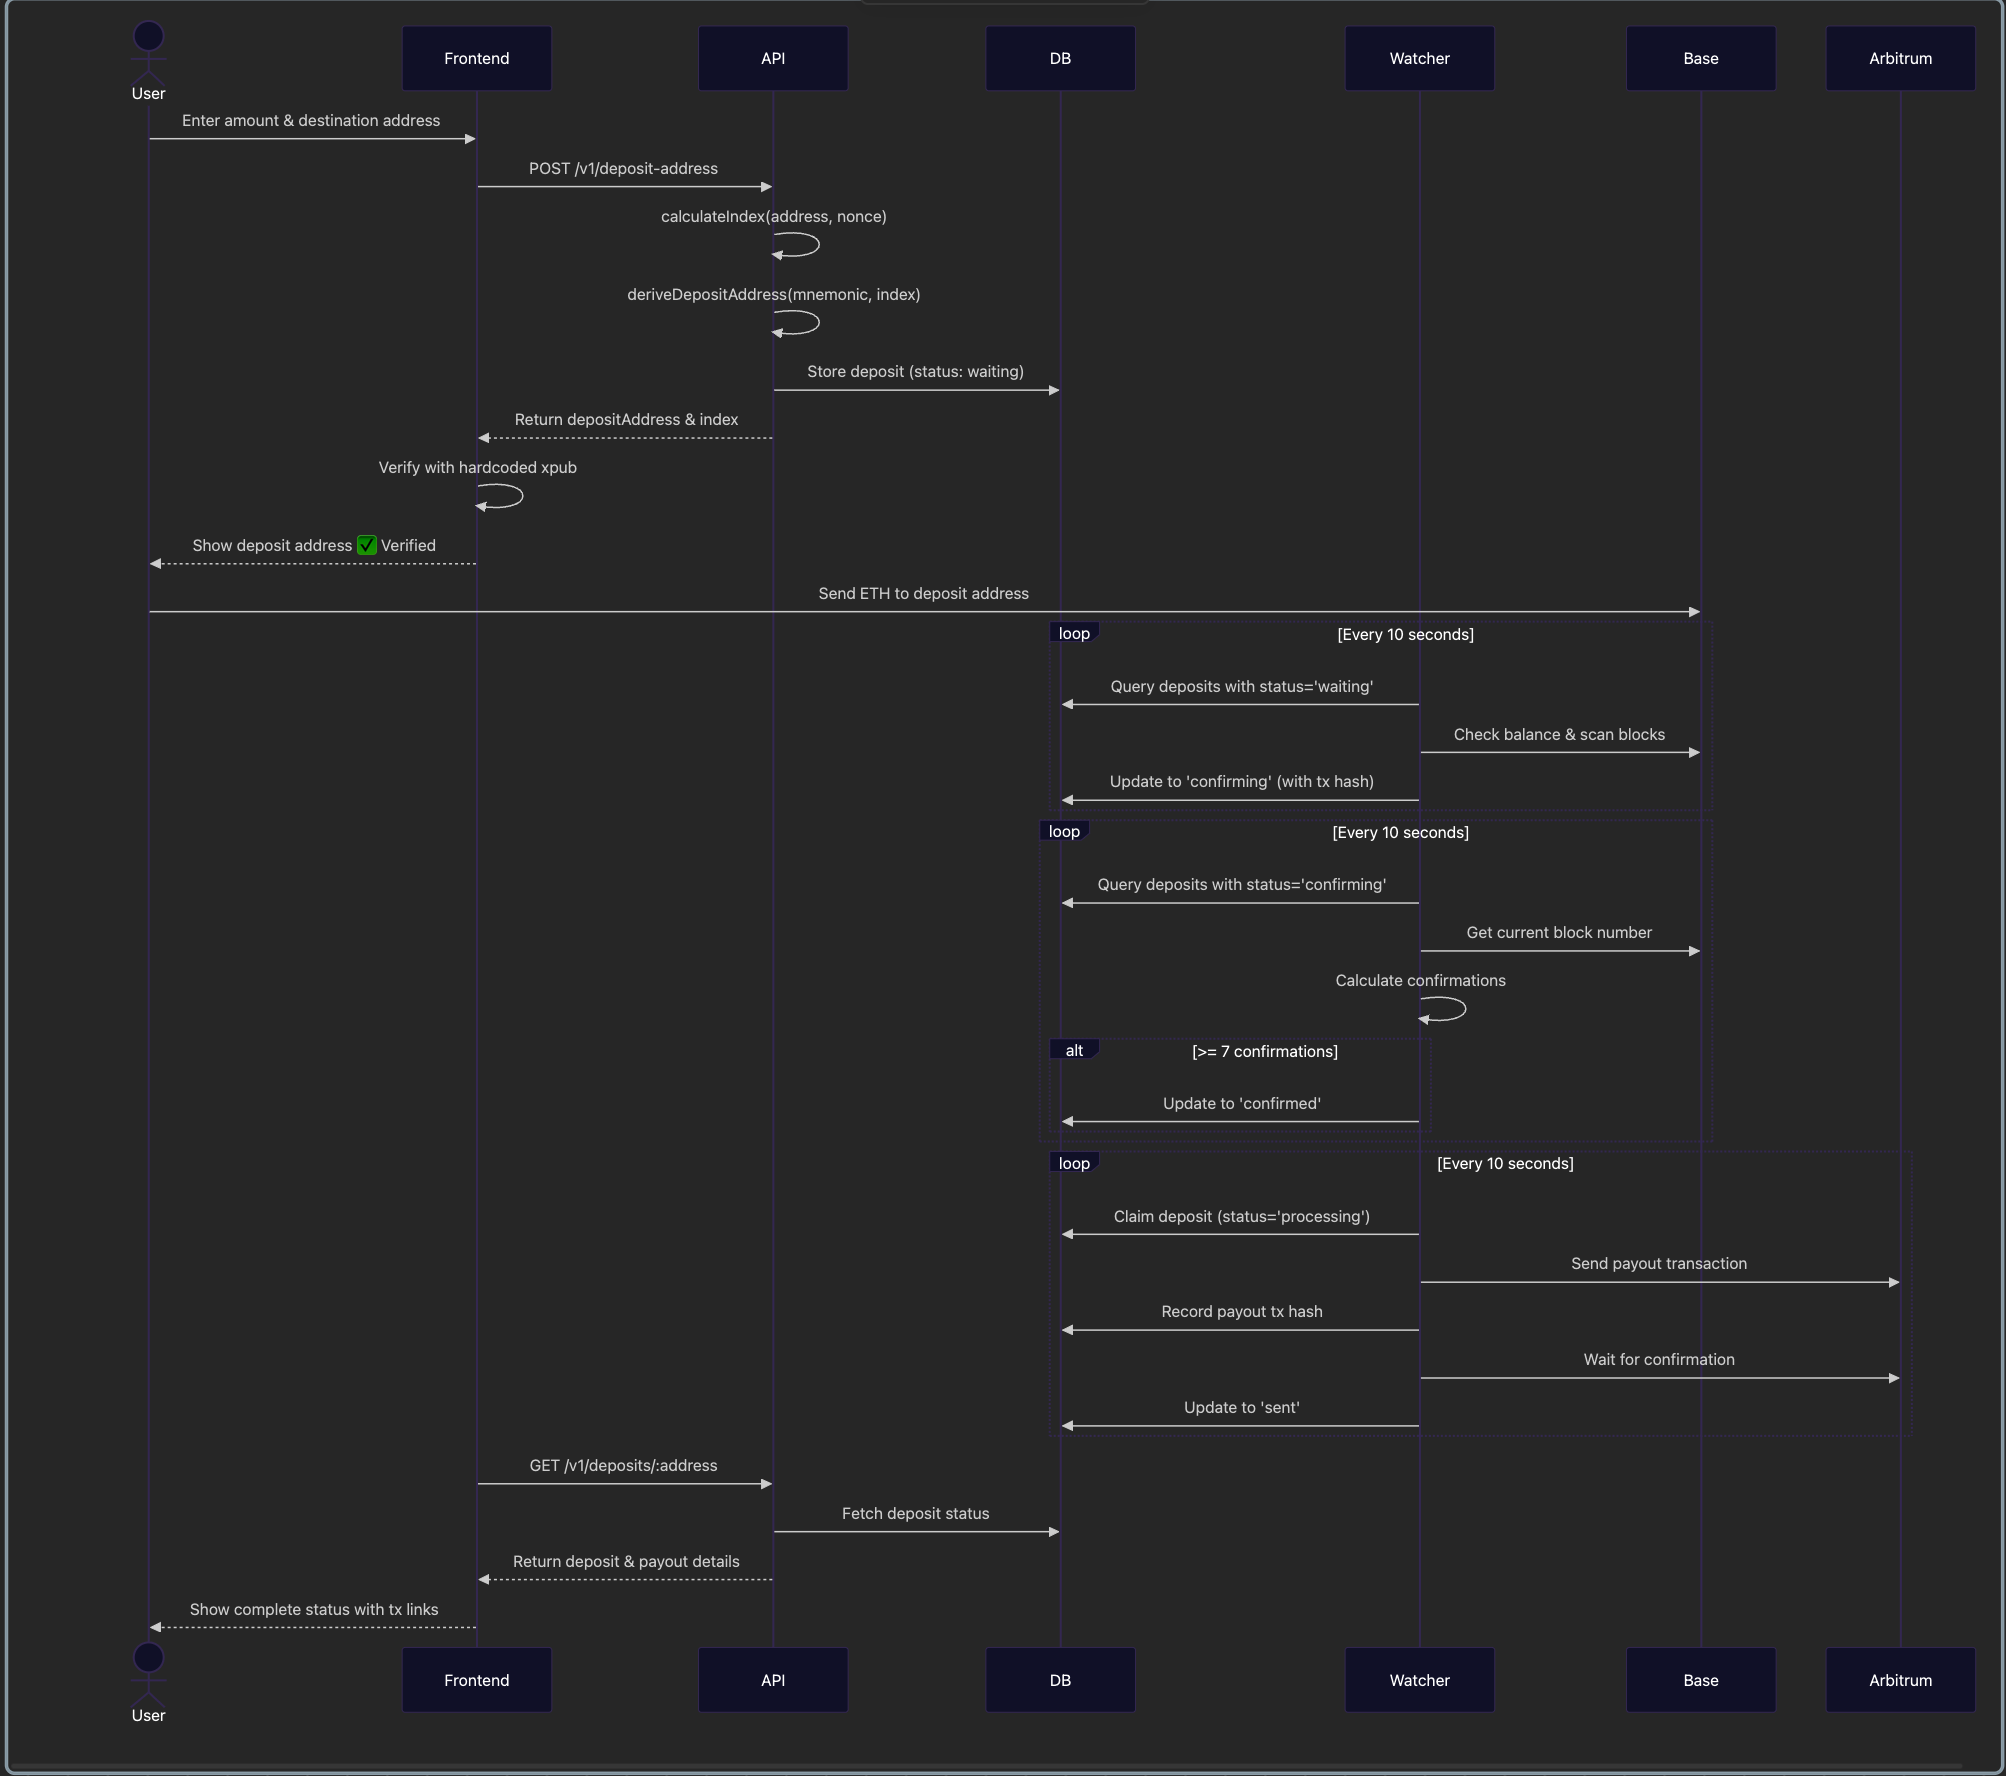 User
Frontend
API
DB
Watcher
Base
Arbitrum
Enter amount & destination address
POST /v1/deposit-address
calculateIndex(address, nonce)
deriveDepositAddress(mnemonic, index)
Store deposit (status: waiting)
Return depositAddress & index
Verify with hardcoded xpub
Show deposit address ✅ Verified
Send ETH to deposit address
loop
[Every 10 seconds]
Query deposits with status='waiting'
Check balance & scan blocks
Update to 'confirming' (with tx hash)
loop
[Every 10 seconds]
Query deposits with status='confirming'
Get current block number
Calculate confirmations
alt
[>= 7 confirmations]
Update to 'confirmed'
loop
[Every 10 seconds]
Claim deposit (status='processing')
Send payout transaction
Record payout tx hash
Wait for confirmation
Update to 'sent'
GET /v1/deposits/:address
Fetch deposit status
Return deposit & payout details
Show complete status with tx links
User
Frontend
API
DB
Watcher
Base
Arbitrum